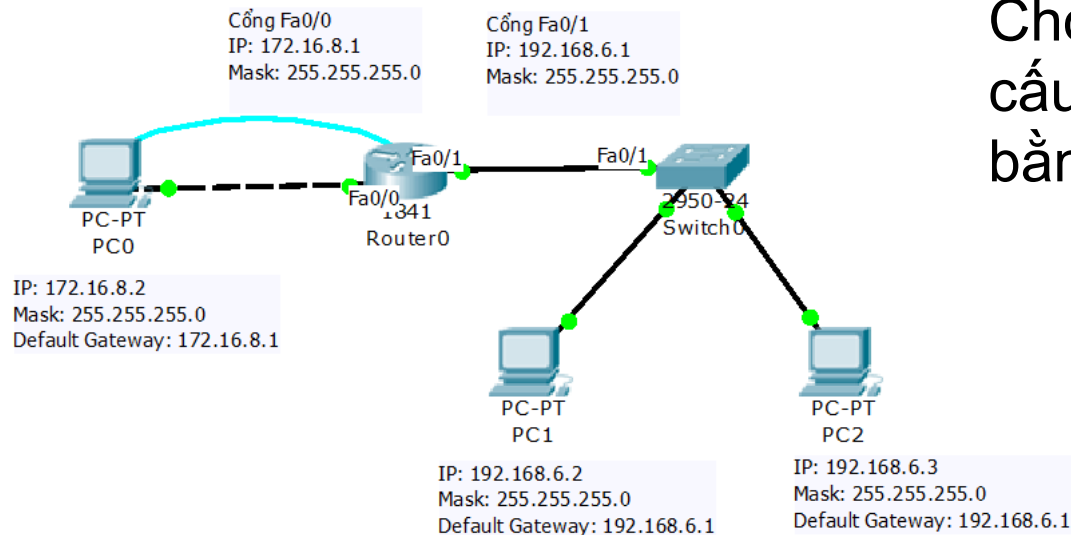 Cổng Fa0/0
IP: 172.16.8.1
Mask: 255.255.255.0
Cổng Fa0/1
IP: 192.168.6.1
Mask: 255.255.255.0
Cho
cấu
bằn
Fa0/1
Fa0/1
Fa0/0
1841
Router0
2950-24
Switch0
PC-PT
PC0
IP: 172.16.8.2
Mask: 255.255.255.0
Default Gateway: 172.16.8.1
PC-PT
PC1
PC-PT
PC2
IP: 192.168.6.2
Mask: 255.255.255.0
Default Gateway: 192.168.6.1
IP: 192.168.6.3
Mask: 255.255.255.0
Default Gateway: 192.168.6.1